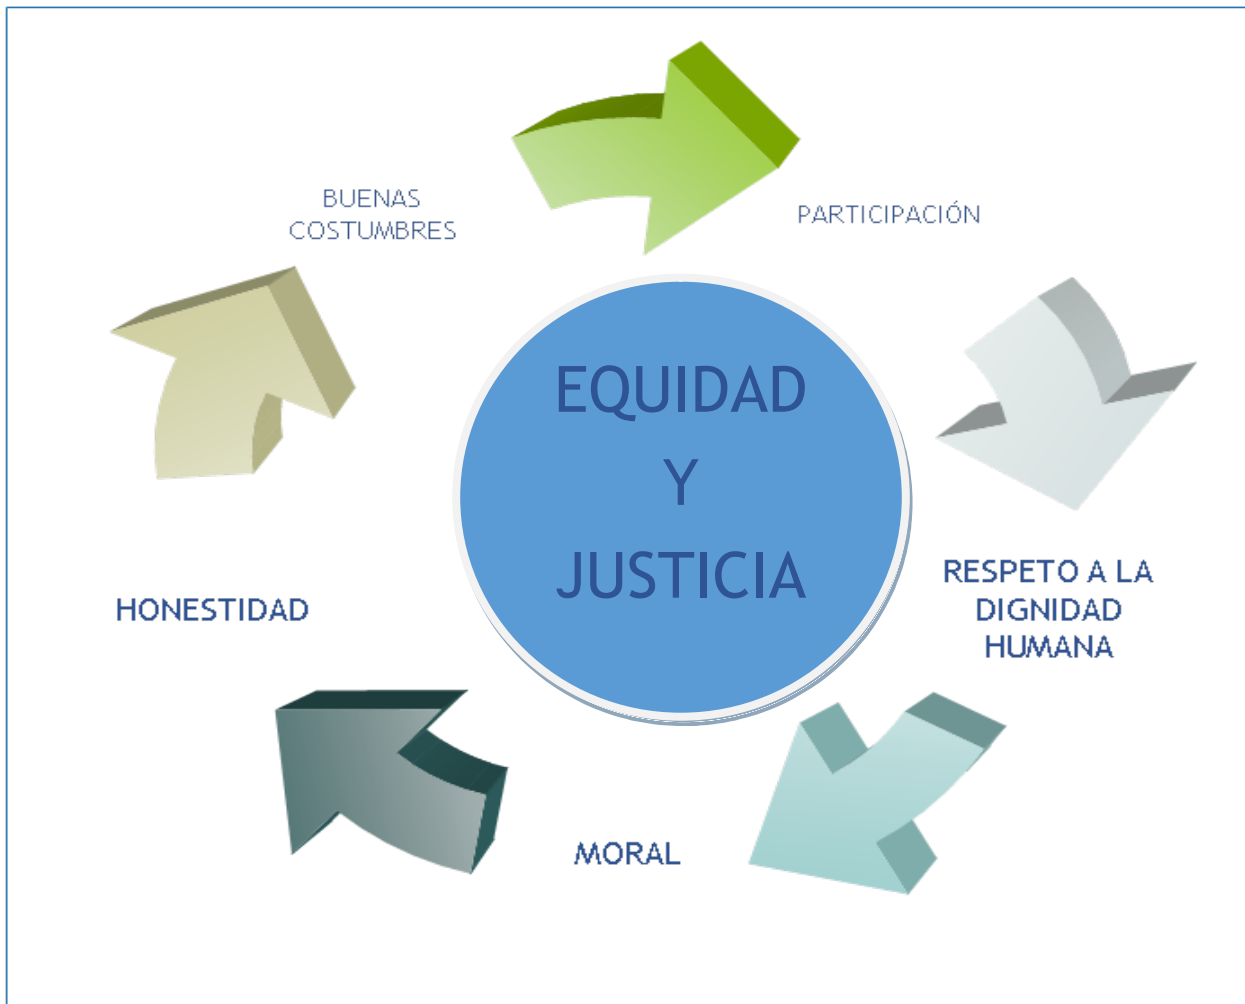 BUENAS
COSTUMBRES
PARTICIPACIÓN
EQUIDAD
Y
JUSTICIA
RESPETO A LA
DIGNIDAD
HUMANA
HONESTIDAD
MORAL